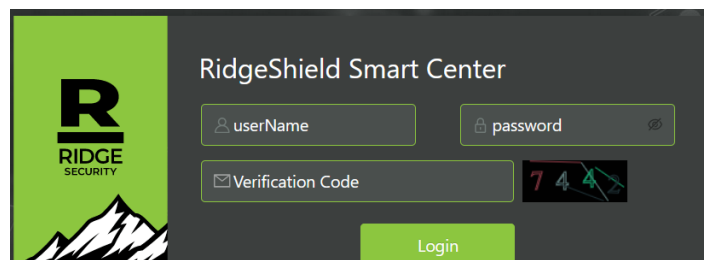 RidgeShield Smart Center
R
RIDGE
SECURITY
userName
password
Verification Code
7442
Login